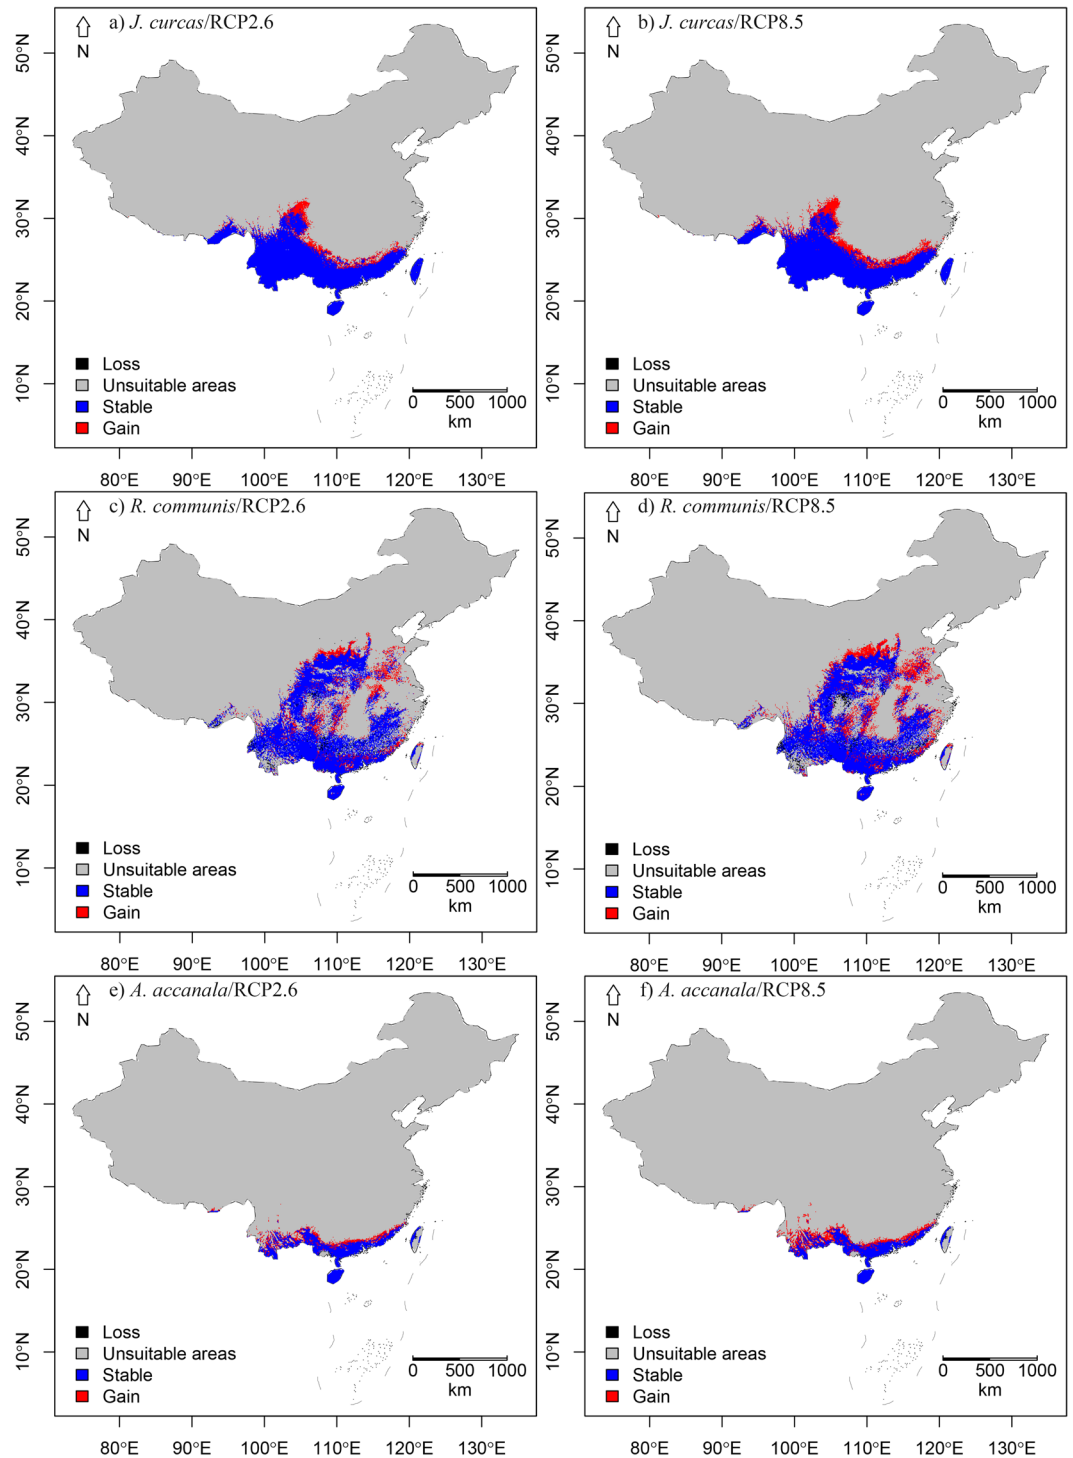 a) J. curcas/RCP2.6
N
50°N
40°N
30°N
20°N
10°N
Loss
Unsuitable areas
Stable
Gain
0 500 1000
km
80°E 90°E 100°E 110°E 120°E 130°E
b) J. curcas/RCP8.5
N
50°N
40°N
30°N
20°N
10°N
Loss
Unsuitable areas
Stable
Gain
0 500 1000
km
80°E 90°E 100°E 110°E 120°E 130°E
c) R. communis/RCP2.6
N
50°N
40°N
30°N
20°N
10°N
Loss
Unsuitable areas
Stable
Gain
0 500 1000
km
80°E 90°E 100°E 110°E 120°E 130°E
d) R. communis/RCP8.5
N
50°N
40°N
30°N
20°N
10°N
Loss
Unsuitable areas
Stable
Gain
0 500 1000
km
80°E 90°E 100°E 110°E 120°E 130°E
e) A. accanala/RCP2.6
N
50°N
40°N
30°N
20°N
10°N
Loss
Unsuitable areas
Stable
Gain
0 500 1000
km
80°E 90°E 100°E 110°E 120°E 130°E
f) A. accanala/RCP8.5
N
50°N
40°N
30°N
20°N
10°N
Loss
Unsuitable areas
Stable
Gain
0 500 1000
km
80°E 90°E 100°E 110°E 120°E 130°E